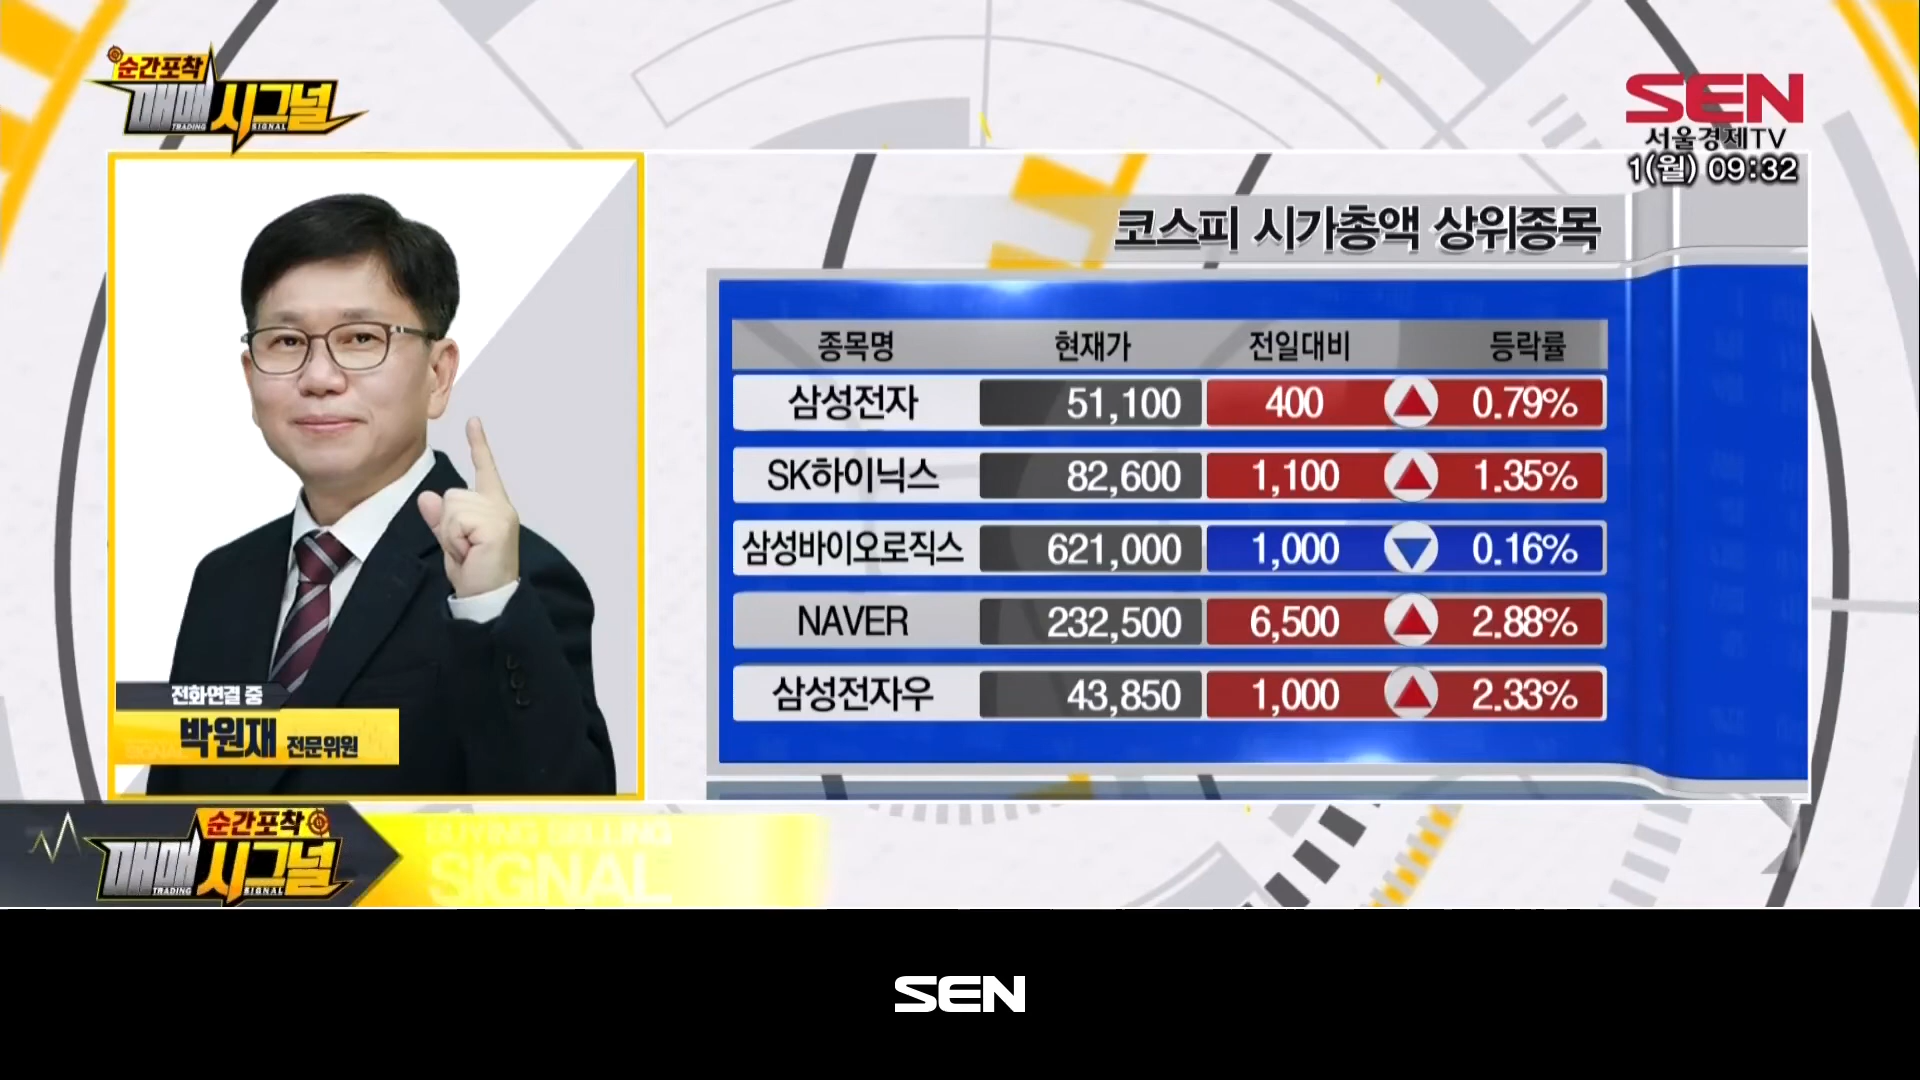 순간포착
매매시그널
TRADING SIGNAL
SEN
서울경제TV
1(월) 09:32
코스피 시가총액 상위종목
종목명 현재가 전일대비 등락률
삼성전자 51,100 400 ▲ 0.79%
SK하이닉스 82,600 1,100 ▲ 1.35%
삼성바이오로직스 621,000 1,000 ▼ 0.16%
NAVER 232,500 6,500 ▲ 2.88%
삼성전자우 43,850 1,000 ▲ 2.33%
전화연결 중
박원재 전문위원
순간포착
매매시그널
TRADING SIGNAL
BUYING SELLING
SIGNAL
SEN